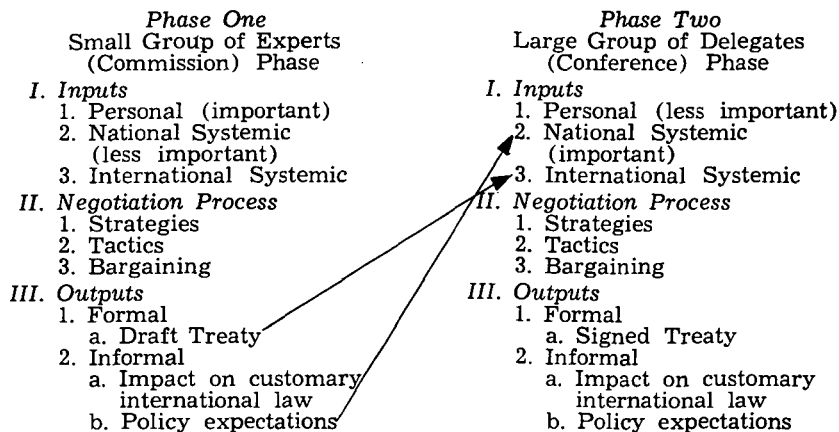 Phase One
Small Group of Experts
(Commission) Phase
I. Inputs
1. Personal (important)
2. National Systemic
(less important)
3. International Systemic
II. Negotiation Process
1. Strategies
2. Tactics
3. Bargaining
III. Outputs
1. Formal
a. Draft Treaty
2. Informal
a. Impact on customary
international law
b. Policy expectations
Phase Two
Large Group of Delegates
(Conference) Phase
I. Inputs
1. Personal (less important)
2. National Systemic
(important)
3. International Systemic
II. Negotiation Process
1. Strategies
2. Tactics
3. Bargaining
III. Outputs
1. Formal
a. Signed Treaty
2. Informal
a. Impact on customary
international law
b. Policy expectations